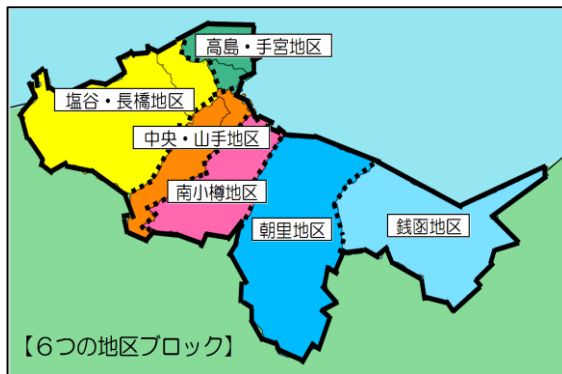 高島・手宮地区
塩谷・長橋地区
中央・山手地区
南小樽地区
朝里地区
銭函地区
【６つの地区ブロック】